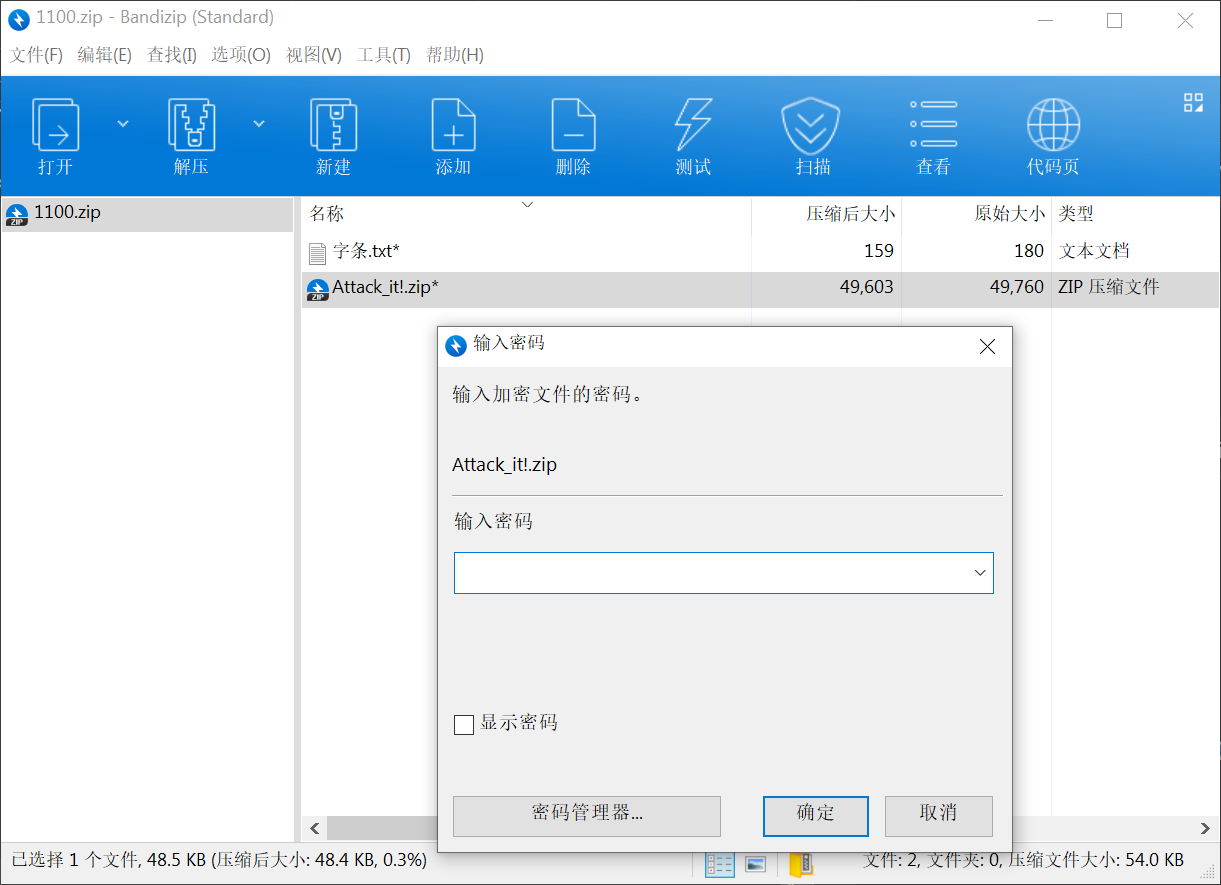 1100.zip - Bandizip (Standard)
文件(F) 编辑(E) 查找(I) 选项(O) 视图(V) 工具(T) 帮助(H)
打开 解压 新建 添加 删除 测试 扫描 查看 代码页
1100.zip
名称 压缩后大小 原始大小 类型
字条.txt* 159 180 文本文档
Attack_it!.zip* 49,603 49,760 ZIP 压缩文件
输入密码
输入加密文件的密码。
Attack_it!.zip
输入密码
显示密码
密码管理器... 确定 取消
已选择 1 个文件, 48.5 KB (压缩后大小: 48.4 KB, 0.3%) 文件: 2, 文件夹: 0, 压缩文件大小: 54.0 KB